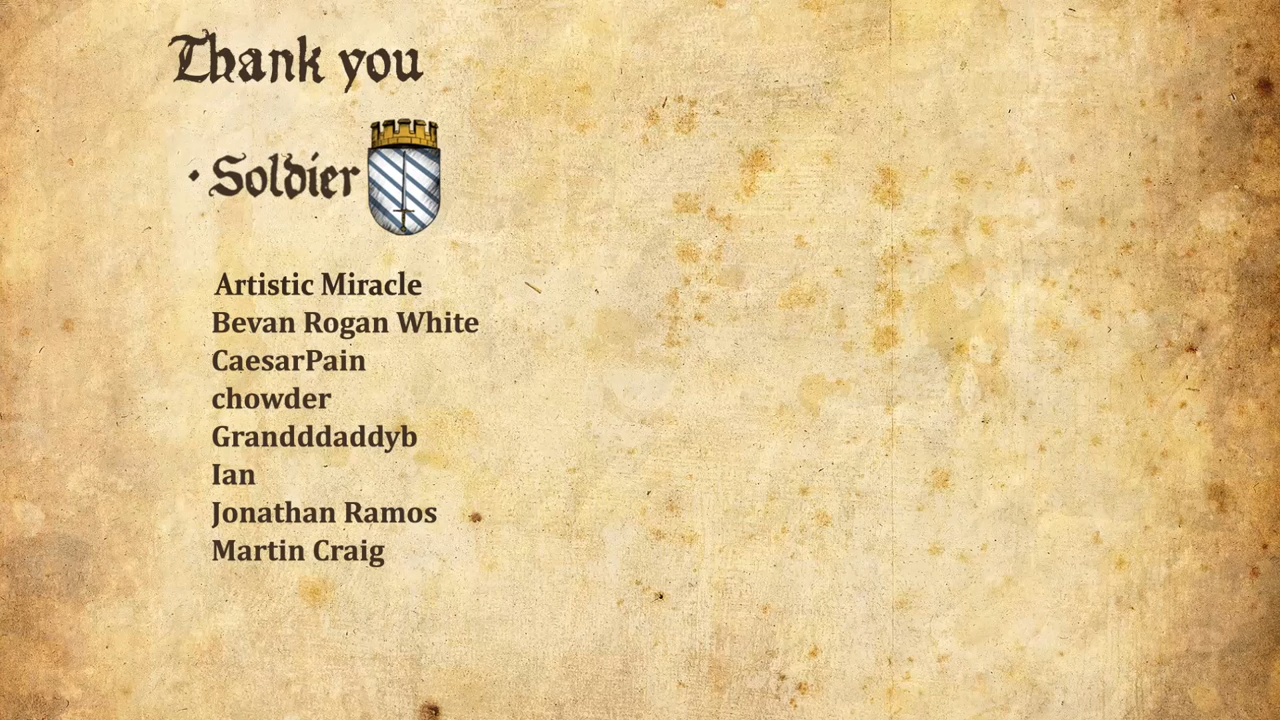 Thank you
· Soldier
Artistic Miracle
Bevan Rogan White
CaesarPain
chowder
Grandddaddyb
Ian
Jonathan Ramos
Martin Craig